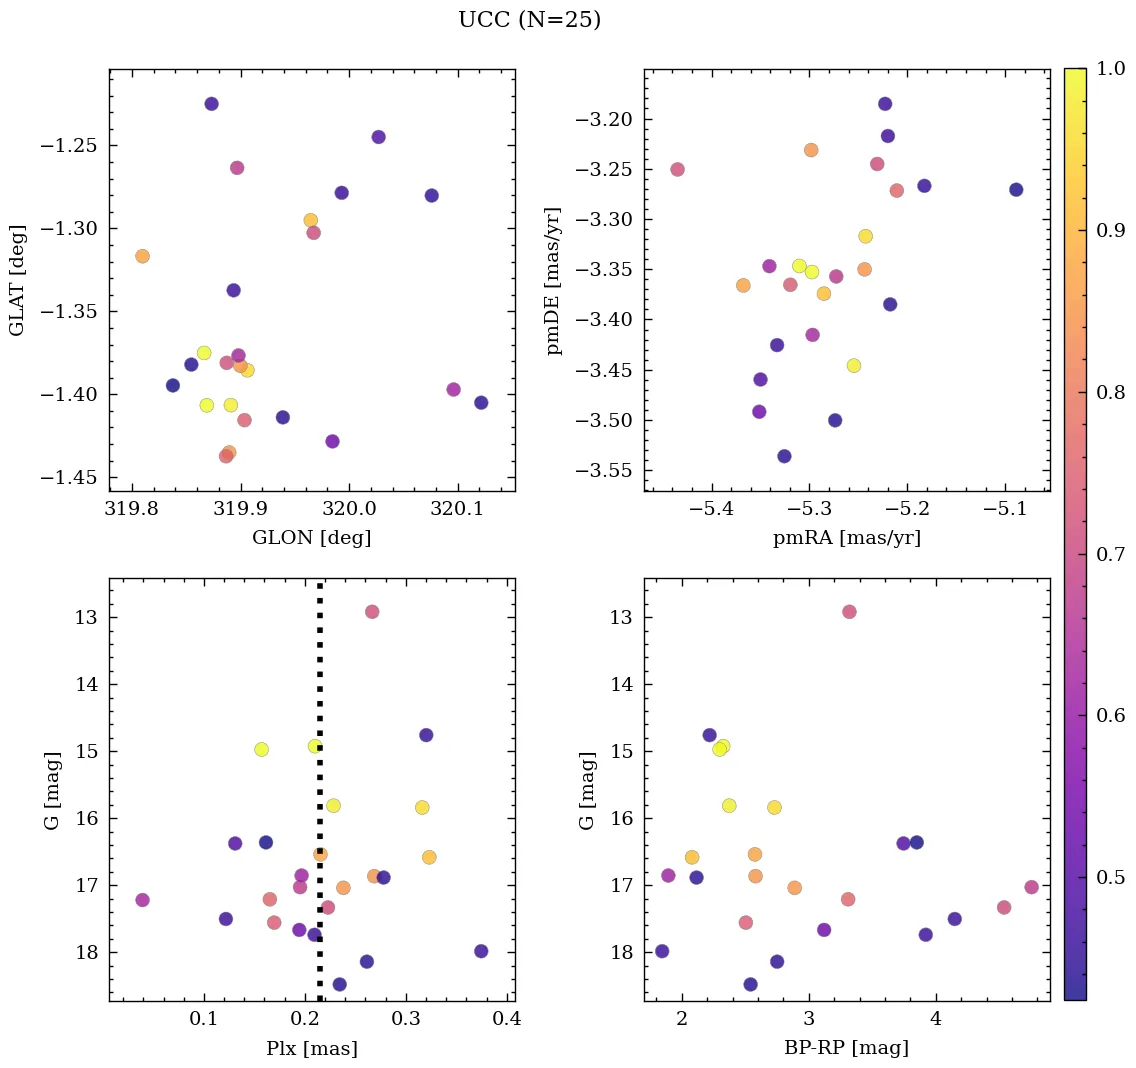 UCC (N=25)
−1.25
−1.30
−1.35
−1.40
−1.45
GLAT [deg]
319.8 319.9 320.0 320.1
GLON [deg]
−3.20
−3.25
−3.30
−3.35
−3.40
−3.45
−3.50
−3.55
pmDE [mas/yr]
−5.4 −5.3 −5.2 −5.1
pmRA [mas/yr]
13
14
15
16
17
18
G [mag]
0.1 0.2 0.3 0.4
Plx [mas]
13
14
15
16
17
18
G [mag]
2 3 4
BP-RP [mag]
1.0
0.9
0.8
0.7
0.6
0.5